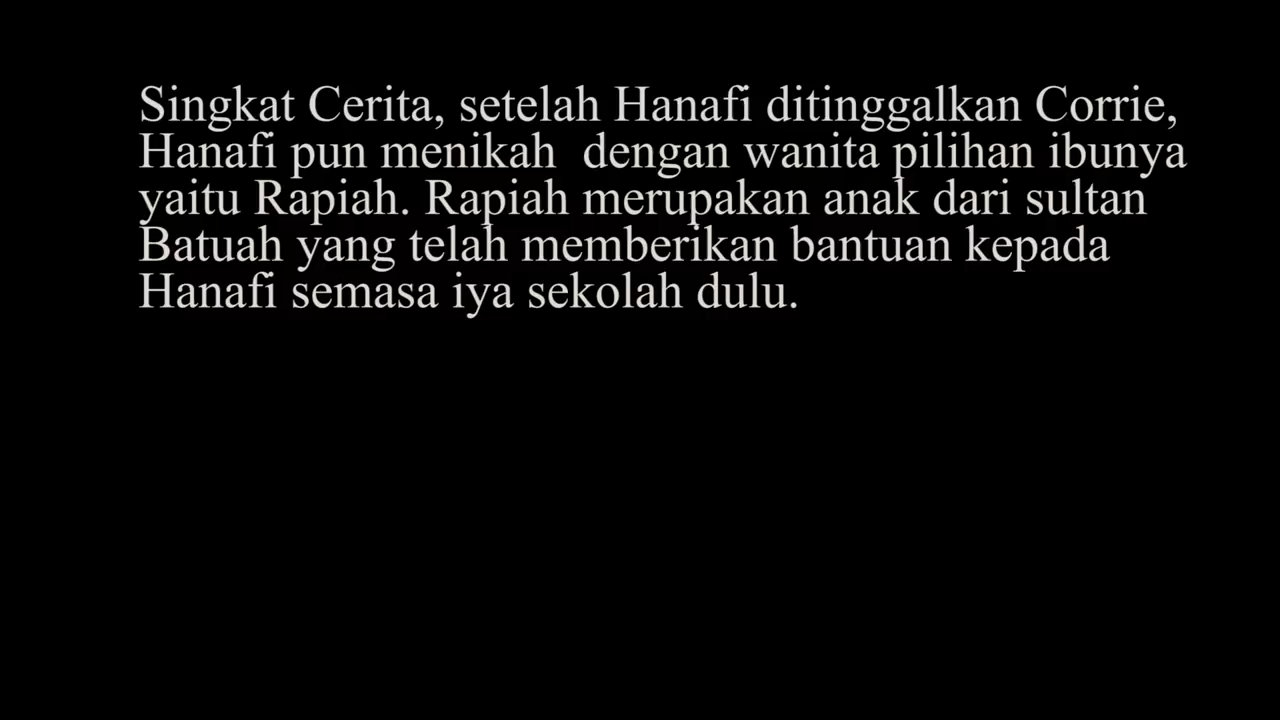 Singkat Cerita, setelah Hanafi ditinggalkan Corrie,
Hanafi pun menikah  dengan wanita pilihan ibunya
yaitu Rapiah. Rapiah merupakan anak dari sultan
Batuah yang telah memberikan bantuan kepada
Hanafi semasa iya sekolah dulu.